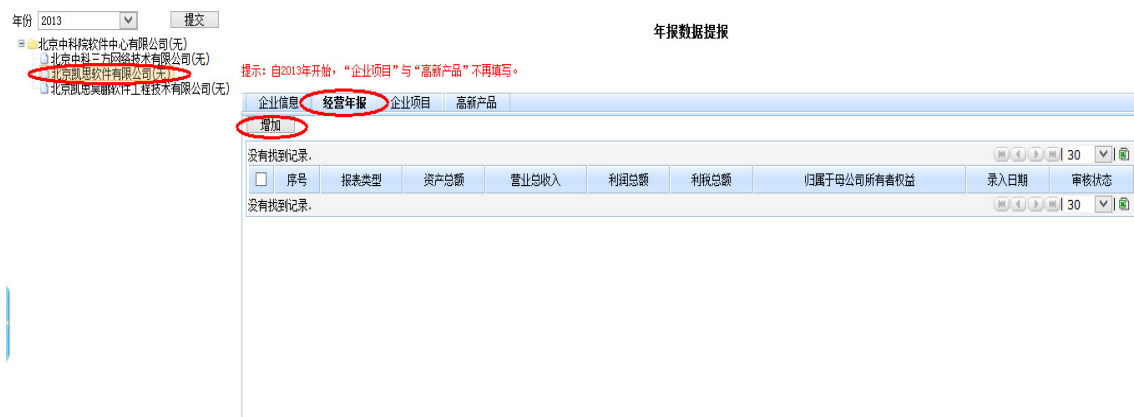 年份 2013 提交
年报数据提报
北京中科院软件中心有限公司(无)
北京中科三方网络技术有限公司(无)
北京凯思软件有限公司(无)
北京凯思昊鹏软件工程技术有限公司(无)
提示: 自2013年开始, “企业项目”与“高新产品”不再填写。
企业信息 经营年报 企业项目 高新产品
增加
没有找到记录. 30
序号 报表类型 资产总额 营业总收入 利润总额 利税总额 归属于母公司所有者权益 录入日期 审核状态
没有找到记录. 30